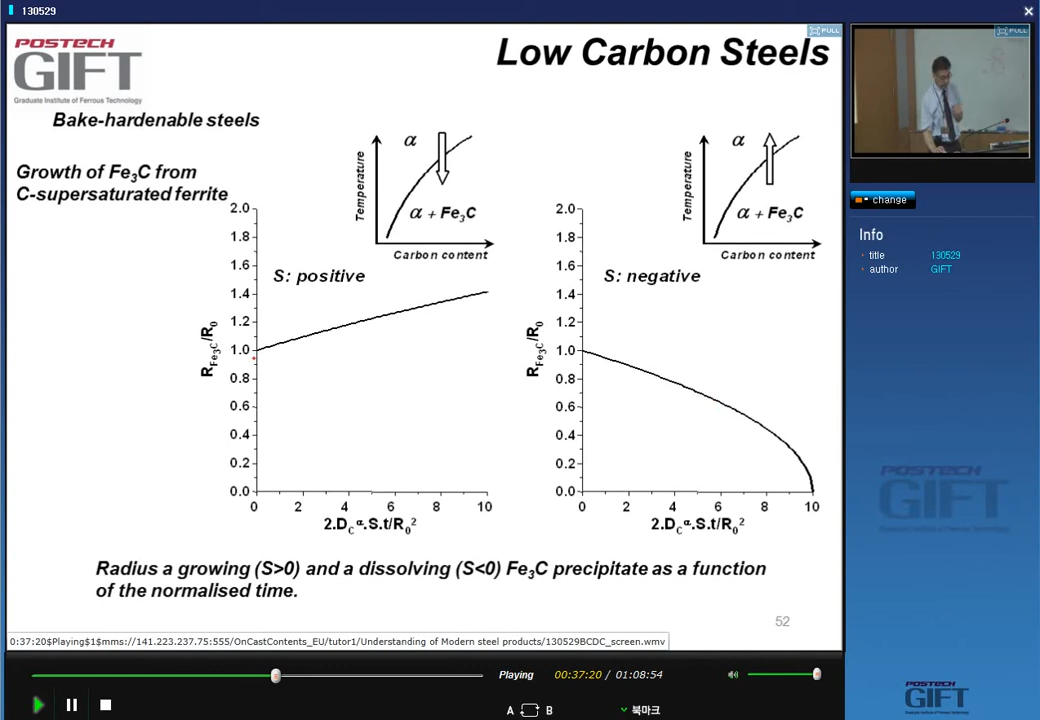 130529
FULL
FULL
POSTECH
GIFT
Graduate Institute of Ferrous Technology
Low Carbon Steels
Bake-hardenable steels
Growth of Fe3C from
C-supersaturated ferrite
Temperature
α
α + Fe3C
Carbon content
S: positive
2.0
1.8
1.6
1.4
1.2
1.0
0.8
0.6
0.4
0.2
0.0
RFe3C/R0
0 2 4 6 8 10
2.DCα.S.t/R0²
Temperature
α
α + Fe3C
Carbon content
S: negative
2.0
1.8
1.6
1.4
1.2
1.0
0.8
0.6
0.4
0.2
0.0
RFe3C/R0
0 2 4 6 8 10
2.DCα.S.t/R0²
Radius a growing (S>0) and a dissolving (S<0) Fe3C precipitate as a function
of the normalised time.
52
0:37:20$Playing$1$mms://141.223.237.75:555/OnCastContents_EU/tutor1/Understanding of Modern steel products/130529BCDC_screen.wmv
change
Info
title 130529
author GIFT
POSTECH
GIFT
Playing 00:37:20 / 01:08:54
A B 북마크
POSTECH
GIFT